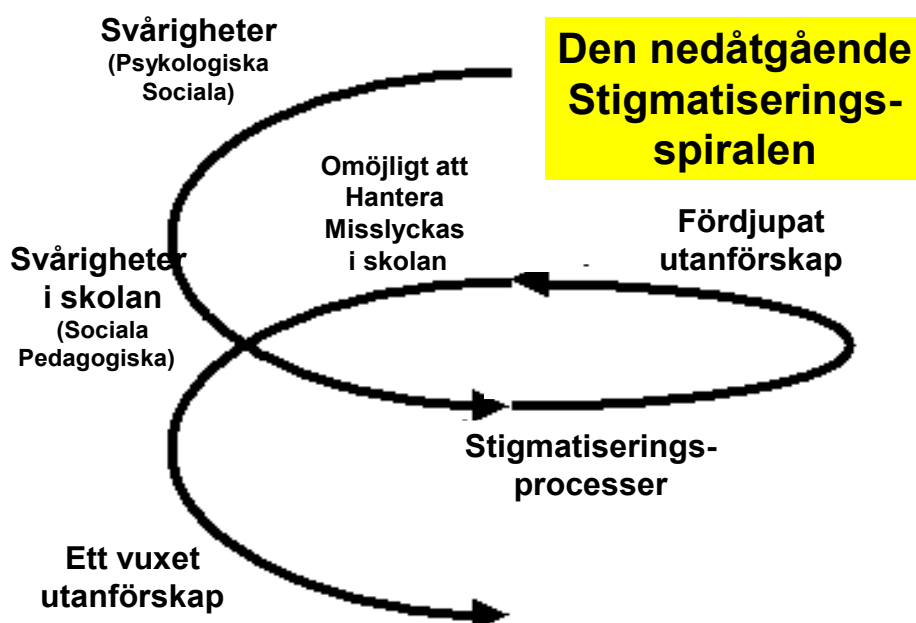 Svårigheter
(Psykologiska
Sociala)
Den nedåtgående
Stigmatiserings-
spiralen
Omöjligt att
Hantera
Misslyckas
i skolan
Fördjupat
utanförskap
Svårigheter
i skolan
(Sociala
Pedagogiska)
Stigmatiserings-
processer
Ett vuxet
utanförskap